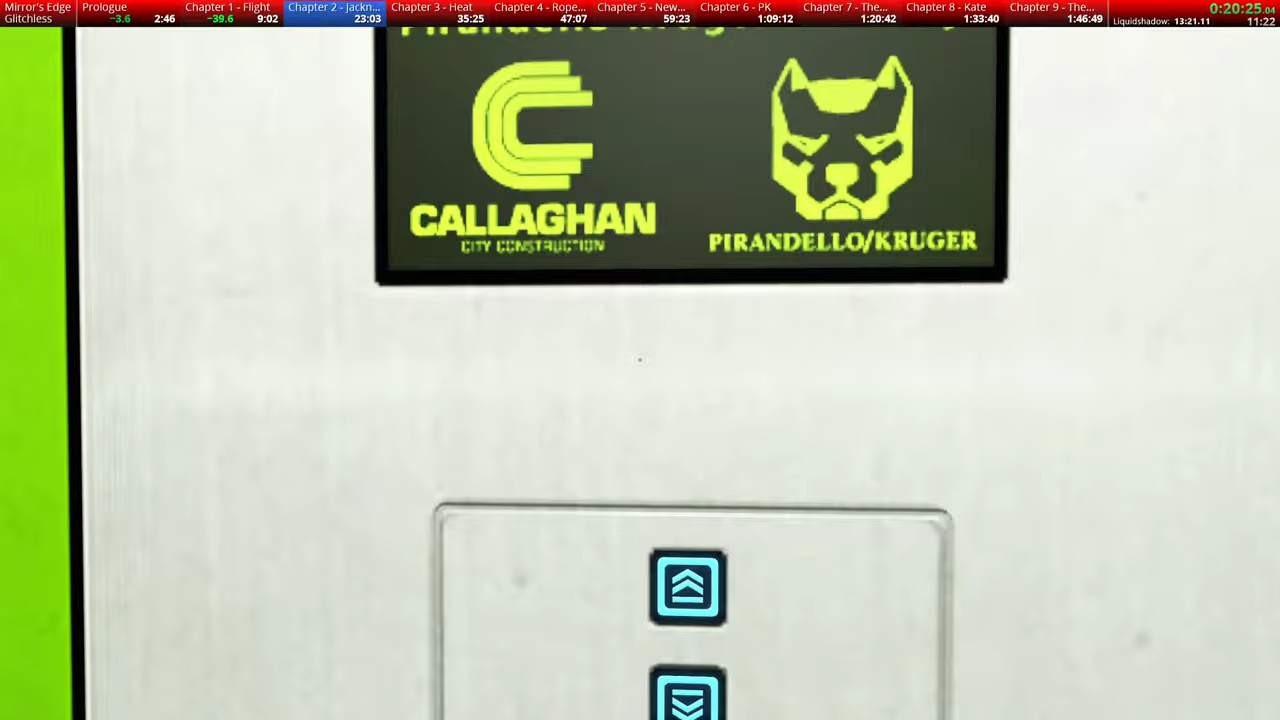 Mirror's Edge
Glitchless
Prologue
-3.6 2:46
Chapter 1 - Flight
-39.6 9:02
Chapter 2 - Jackn...
23:03
Chapter 3 - Heat
35:25
Chapter 4 - Rope...
47:07
Chapter 5 - New...
59:23
Chapter 6 - PK
1:09:12
Chapter 7 - The...
1:20:42
Chapter 8 - Kate
1:33:40
Chapter 9 - The...
1:46:49
0:20:25.04
Liquidshadow: 13:21.11 11:22
CALLAGHAN
CITY CONSTRUCTION
PIRANDELLO/KRUGER